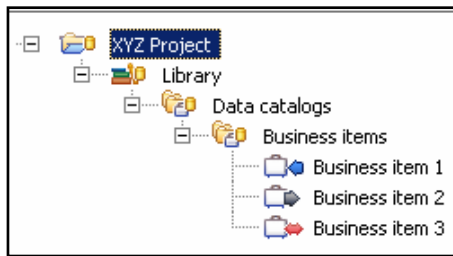 XYZ Project
Library
Data catalogs
Business items
Business item 1
Business item 2
Business item 3